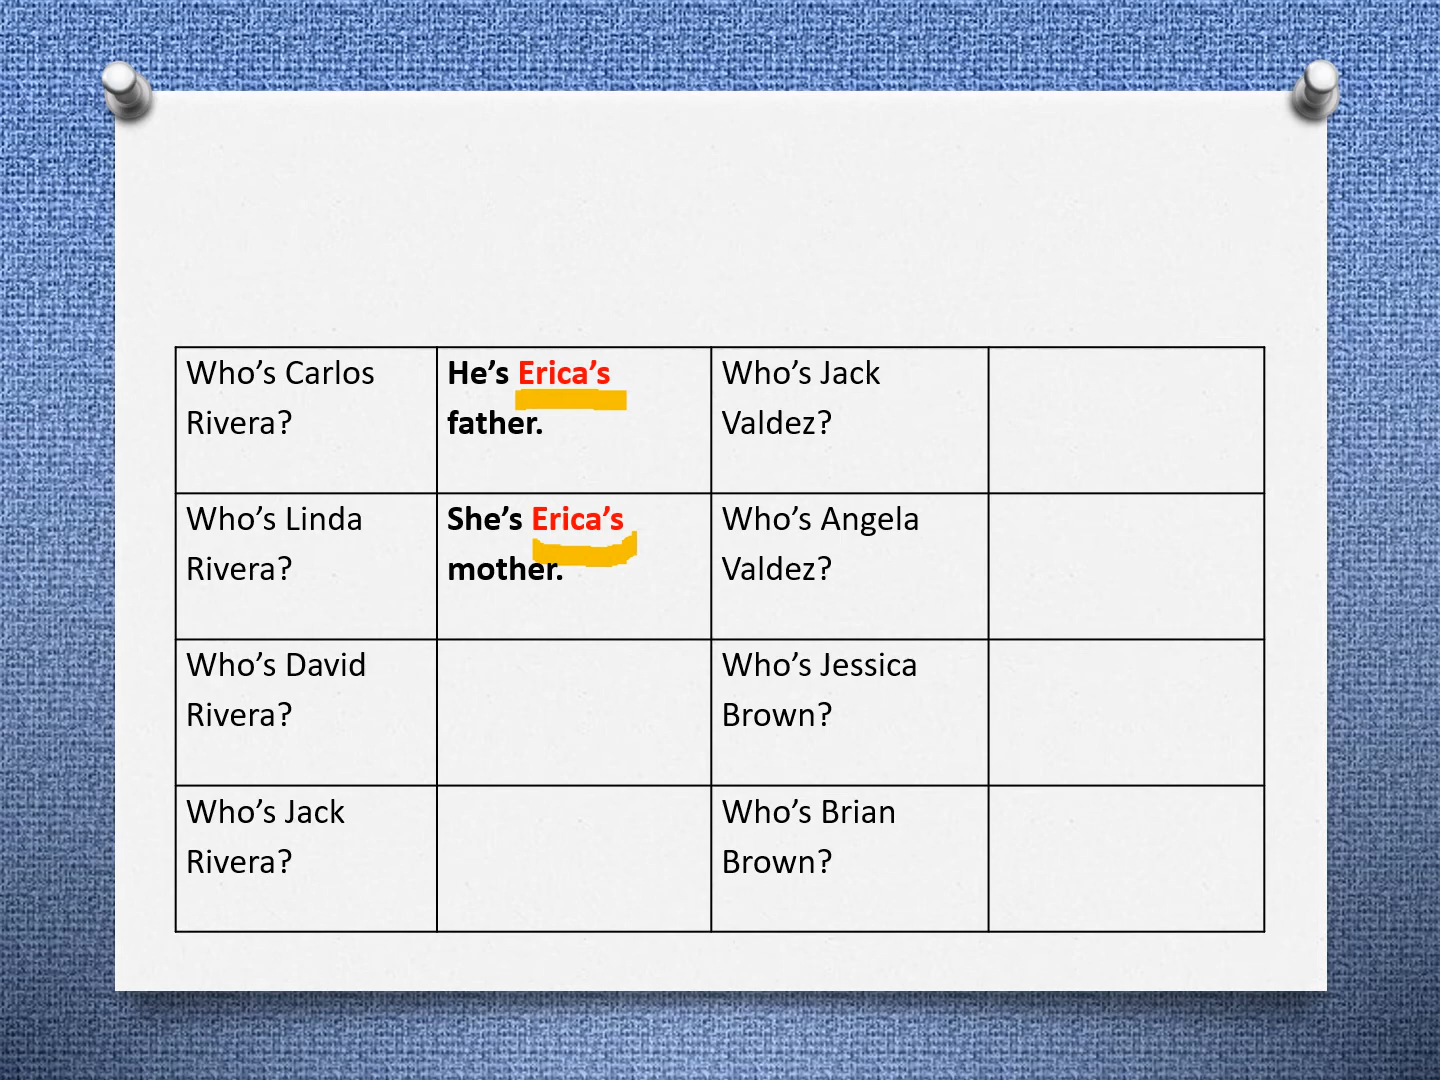 Who’s Carlos
Rivera?
He’s Erica’s
father.
Who’s Jack
Valdez?
Who’s Linda
Rivera?
She’s Erica’s
mother.
Who’s Angela
Valdez?
Who’s David
Rivera?
Who’s Jessica
Brown?
Who’s Jack
Rivera?
Who’s Brian
Brown?